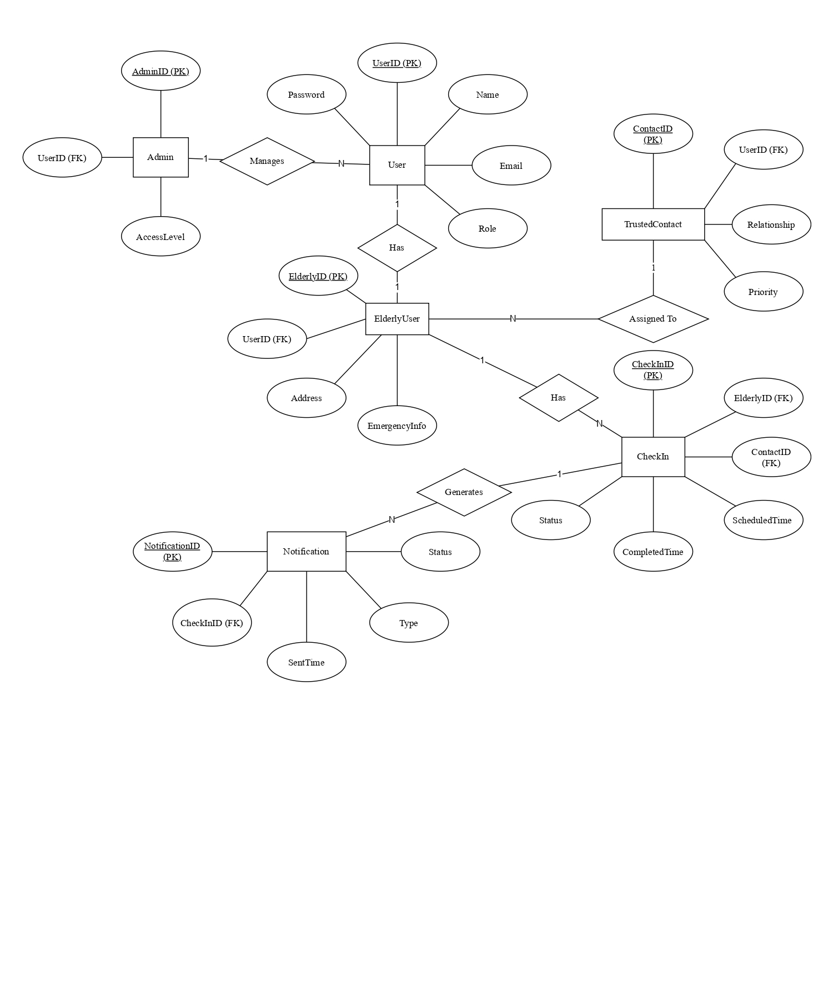 UserID (PK)
AdminID (PK)
Password
Name
ContactID
(PK)
UserID (FK)
UserID (FK)
Admin
1
Manages
N
User
Email
TrustedContact
Relationship
1
Role
AccessLevel
Has
1
ElderlyID (PK)
1
Priority
ElderlyUser
N
Assigned To
UserID (FK)
1
CheckInID
(PK)
Address
Has
ElderlyID (FK)
EmergencyInfo
N
CheckIn
ContactID
(FK)
1
Generates
N
Status
ScheduledTime
NotificationID
(PK)
Notification
Status
CompletedTime
CheckInID (FK)
Type
SentTime